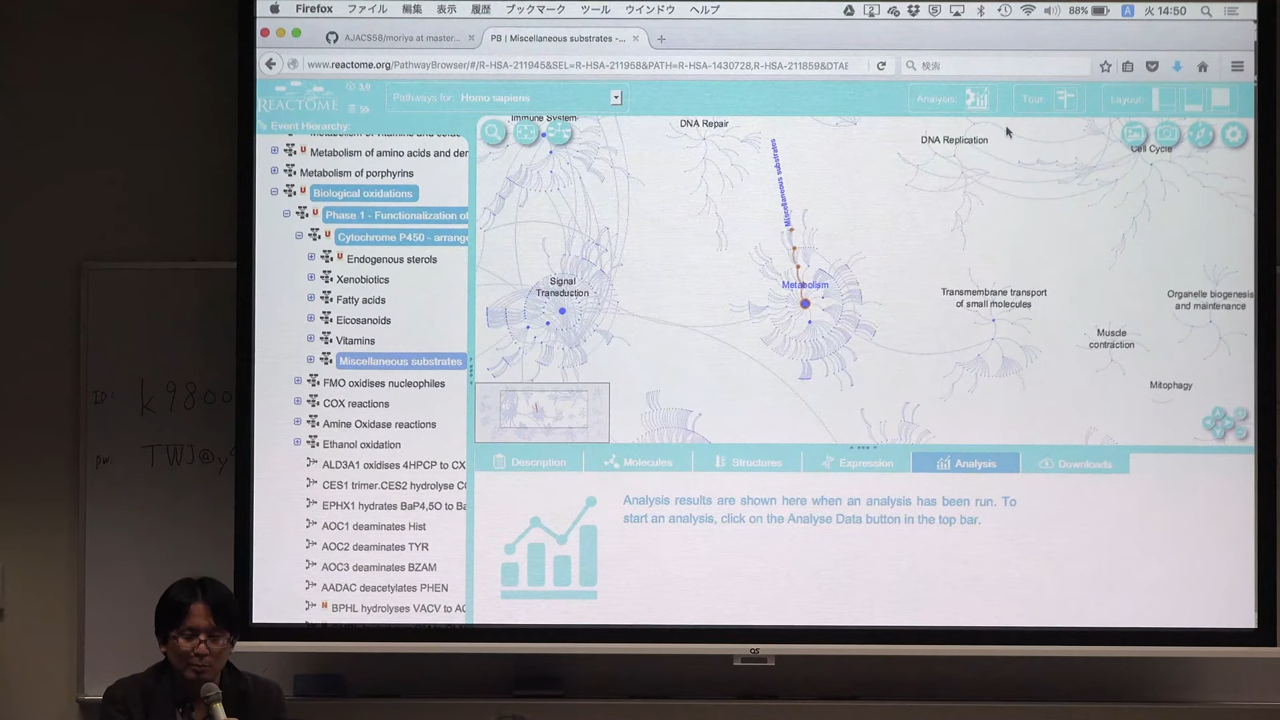 Firefox ファイル 編集 表示 履歴 ブックマーク ツール ウインドウ ヘルプ
88% A 火 14:50
AJACS58/moriya at master...
PB | Miscellaneous substrates -...
www.reactome.org/PathwayBrowser/#/R-HSA-211945&SEL=R-HSA-211958&PATH=R-HSA-1430728,R-HSA-211859&DTAB
検索
REACTOME
3.0
56
Pathways for: Homo sapiens
Analysis:
Tour:
Layout:
Event Hierarchy:
Metabolism of amino acids and der
Metabolism of porphyrins
Biological oxidations
Phase 1 - Functionalization of
Cytochrome P450 - arrang
Endogenous sterols
Xenobiotics
Fatty acids
Eicosanoids
Vitamins
Miscellaneous substrates
FMO oxidises nucleophiles
COX reactions
Amine Oxidase reactions
Ethanol oxidation
ALD3A1 oxidises 4HPCP to CX
CES1 trimer.CES2 hydrolyse C
EPHX1 hydrates BaP4,5O to Ba
AOC1 deaminates Hist
AOC2 deaminates TYR
AOC3 deaminates BZAM
AADAC deacetylates PHEN
BPHL hydrolyses VACV to AC
Immune System
DNA Repair
DNA Replication
Cell Cycle
Miscellaneous substrates
Signal
Transduction
Metabolism
Transmembrane transport
of small molecules
Organelle biogenesis
and maintenance
Muscle
contraction
Mitophagy
Description
Molecules
Structures
Expression
Analysis
Downloads
Analysis results are shown here when an analysis has been run. To
start an analysis, click on the Analyse Data button in the top bar.
ID: k9800
pw.
OS